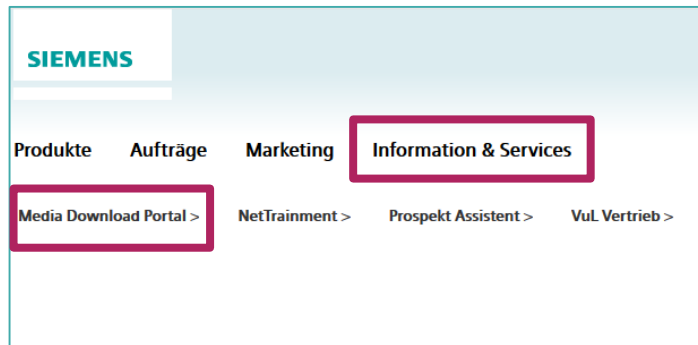 SIEMENS
Produkte Aufträge Marketing Information & Services
Media Download Portal > NetTrainment > Prospekt Assistent > VuL Vertrieb >